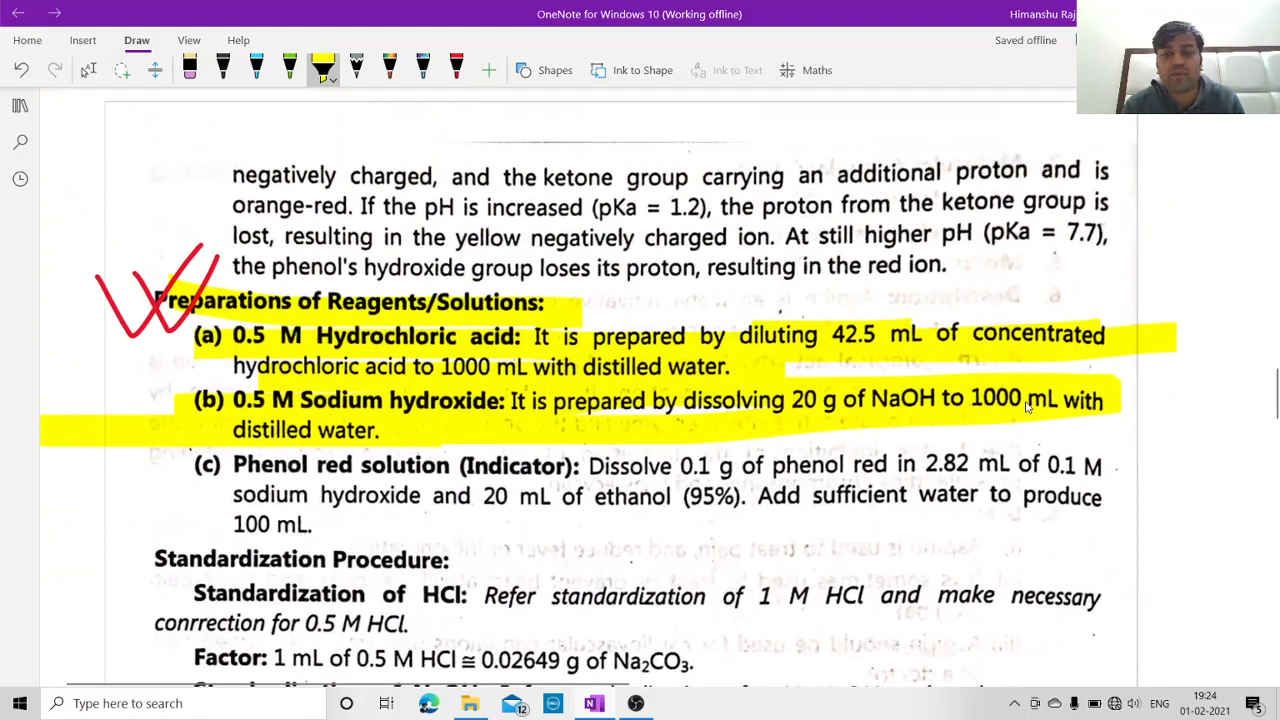 OneNote for Windows 10 (Working offline)
Himanshu Raj
Home Insert Draw View Help
Saved offline
Shapes Ink to Shape Ink to Text Maths
negatively charged, and the ketone group carrying an additional proton and is
orange-red. If the pH is increased (pKa = 1.2), the proton from the ketone group is
lost, resulting in the yellow negatively charged ion. At still higher pH (pKa = 7.7),
the phenol's hydroxide group loses its proton, resulting in the red ion.
Preparations of Reagents/Solutions:
(a) 0.5 M Hydrochloric acid: It is prepared by diluting 42.5 mL of concentrated
hydrochloric acid to 1000 mL with distilled water.
(b) 0.5 M Sodium hydroxide: It is prepared by dissolving 20 g of NaOH to 1000 mL with
distilled water.
(c) Phenol red solution (Indicator): Dissolve 0.1 g of phenol red in 2.82 mL of 0.1 M
sodium hydroxide and 20 mL of ethanol (95%). Add sufficient water to produce
100 mL.
Standardization Procedure:
Standardization of HCl: Refer standardization of 1 M HCl and make necessary
conrrection for 0.5 M HCl.
Factor: 1 mL of 0.5 M HCl ≅ 0.02649 g of Na₂CO₃.
Type here to search
12
DELL
ENG
19:24
01-02-2021
5